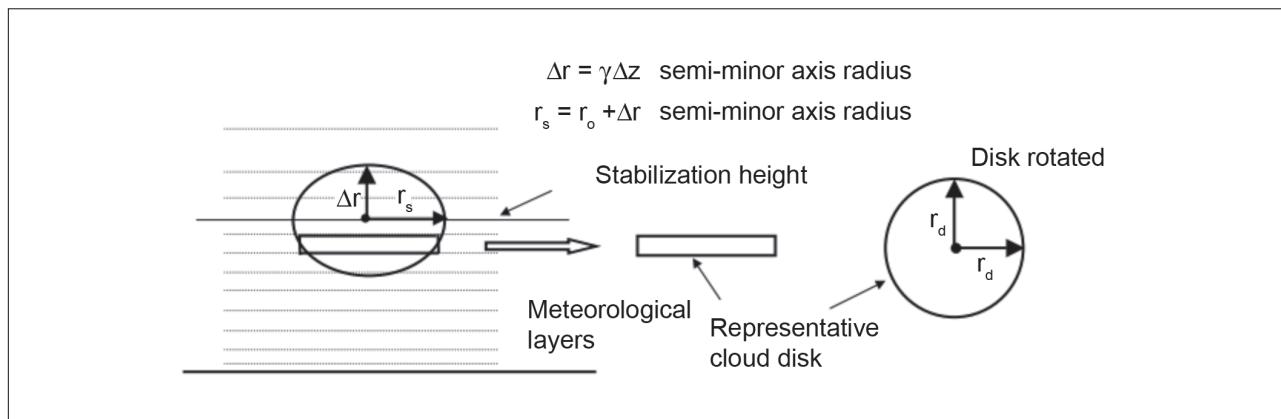 Δr = γΔz semi-minor axis radius
r_s = r_o +Δr semi-minor axis radius
Disk rotated
Stabilization height
Δr
r_s
r_d
r_d
Meteorological
layers
Representative
cloud disk